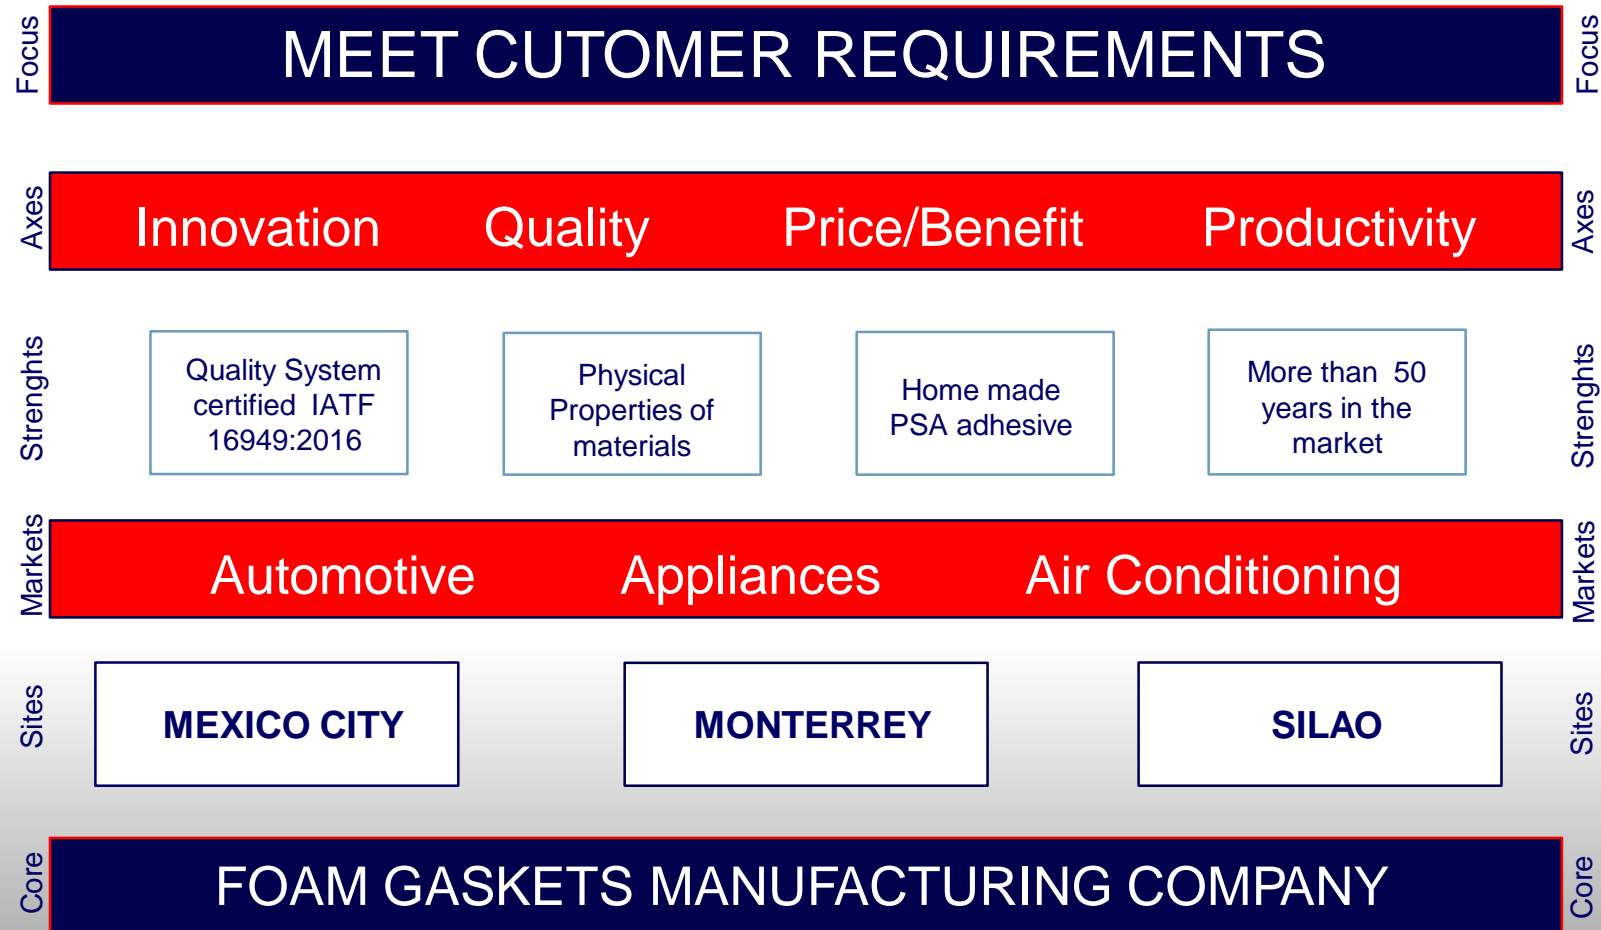 Focus
MEET CUTOMER REQUIREMENTS
Focus
Axes
Innovation Quality Price/Benefit Productivity
Axes
Strenghts
Quality System
certified IATF
16949:2016
Physical
Properties of
materials
Home made
PSA adhesive
More than 50
years in the
market
Strenghts
Markets
Automotive Appliances Air Conditioning
Markets
Sites
MEXICO CITY
MONTERREY
SILAO
Sites
Core
FOAM GASKETS MANUFACTURING COMPANY
Core